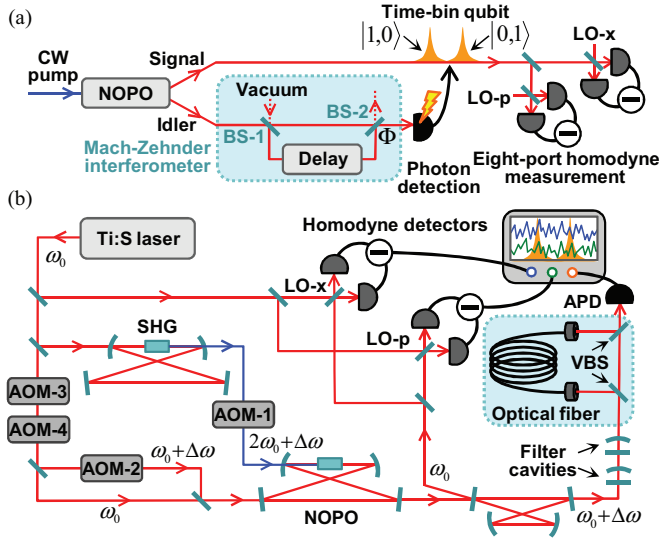 (a)
Time-bin qubit
|1,0⟩
|0,1⟩
LO-x
CW
pump
NOPO
Signal
Idler
Vacuum
BS-1
BS-2
Φ
Delay
Mach-Zehnder
interferometer
LO-p
Photon
detection
Eight-port homodyne
measurement
(b)
Ti:S laser
ω₀
Homodyne detectors
LO-x
LO-p
APD
SHG
VBS
Optical fiber
AOM-3
AOM-4
AOM-1
2ω₀+Δω
AOM-2
ω₀+Δω
ω₀
NOPO
ω₀
Filter
cavities
ω₀+Δω